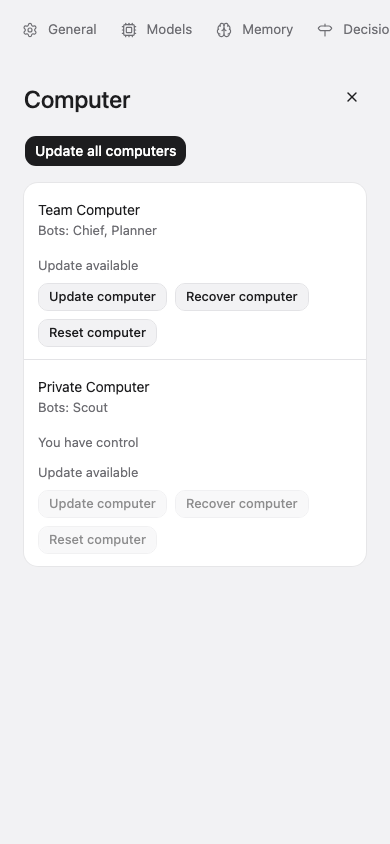 General Models Memory Decisio
Computer
Update all computers
Team Computer
Bots: Chief, Planner
Update available
Update computer Recover computer
Reset computer
Private Computer
Bots: Scout
You have control
Update available
Update computer Recover computer
Reset computer